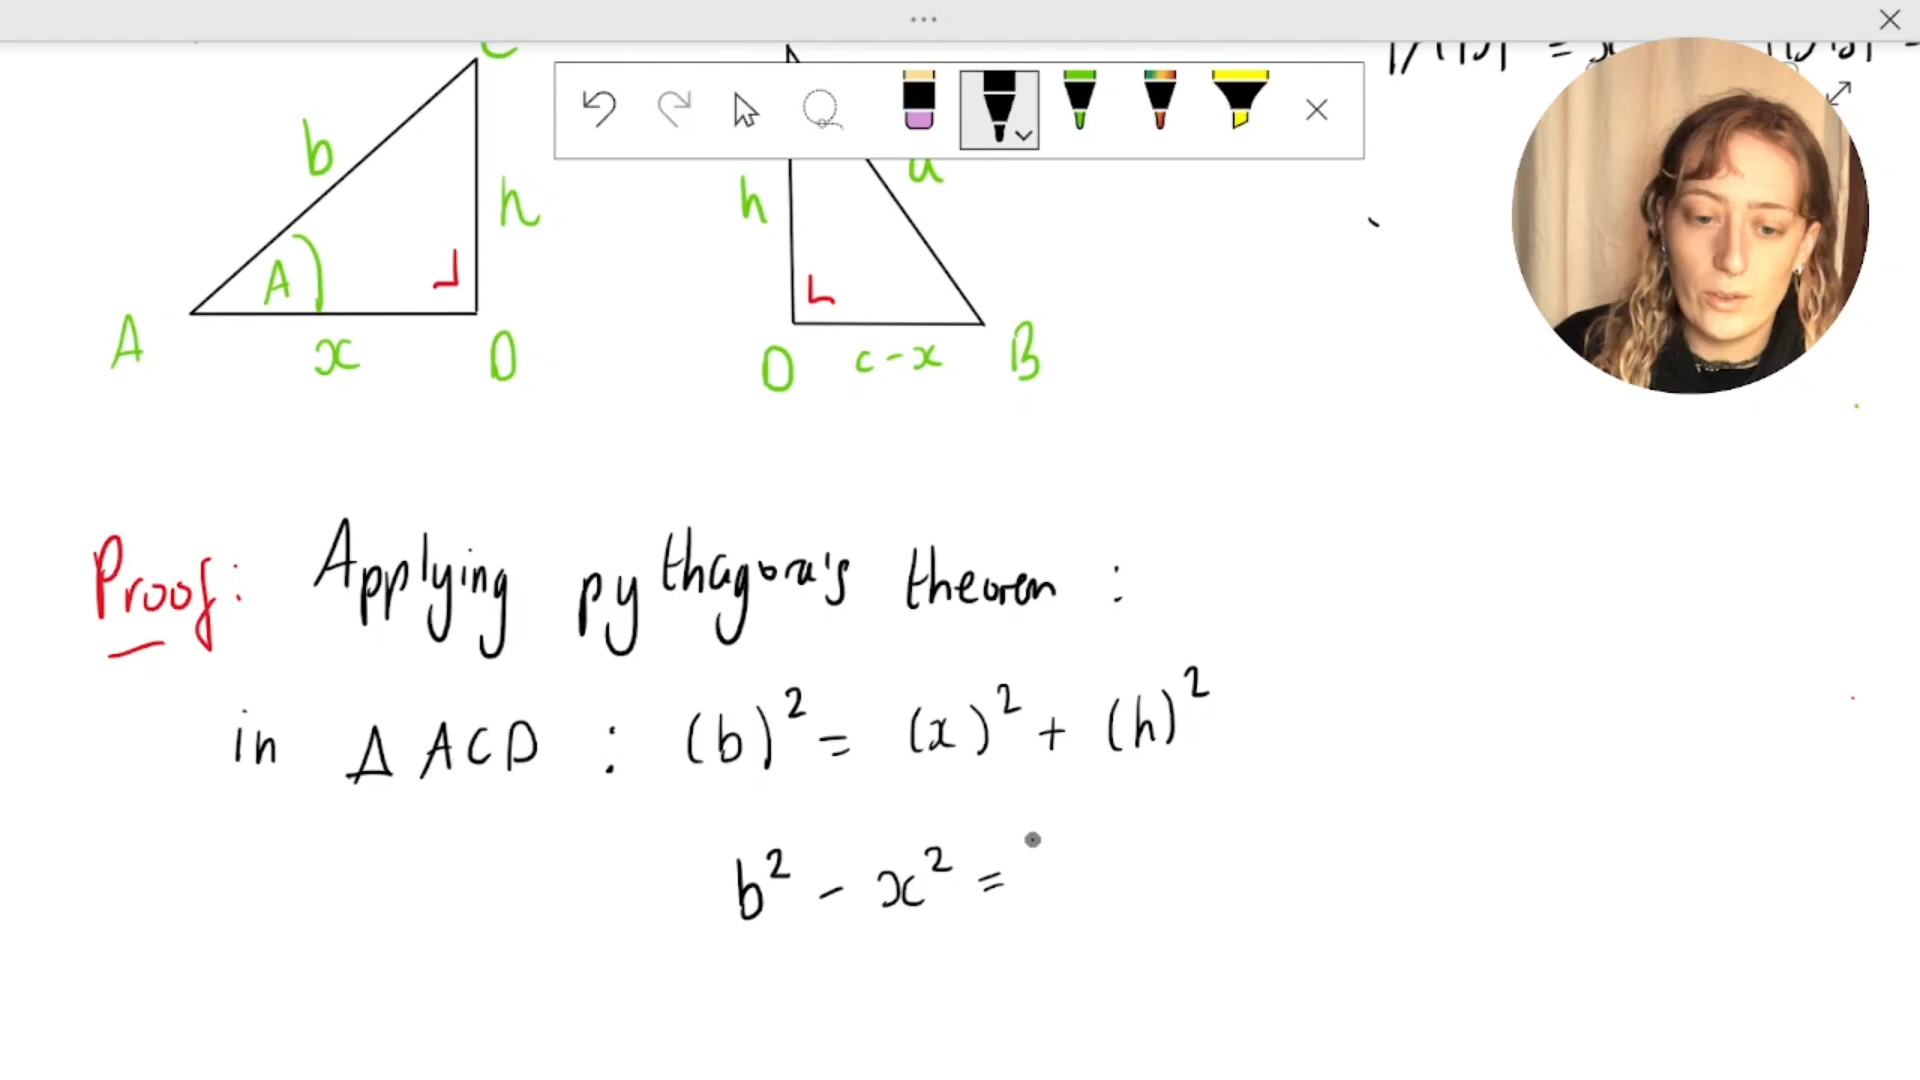 b
h
A
A
x
D
h
a
D
c-x
B
Proof: Applying pythagora's theorem :
in Δ ACD : (b)² = (x)² + (h)²
b² - x² =